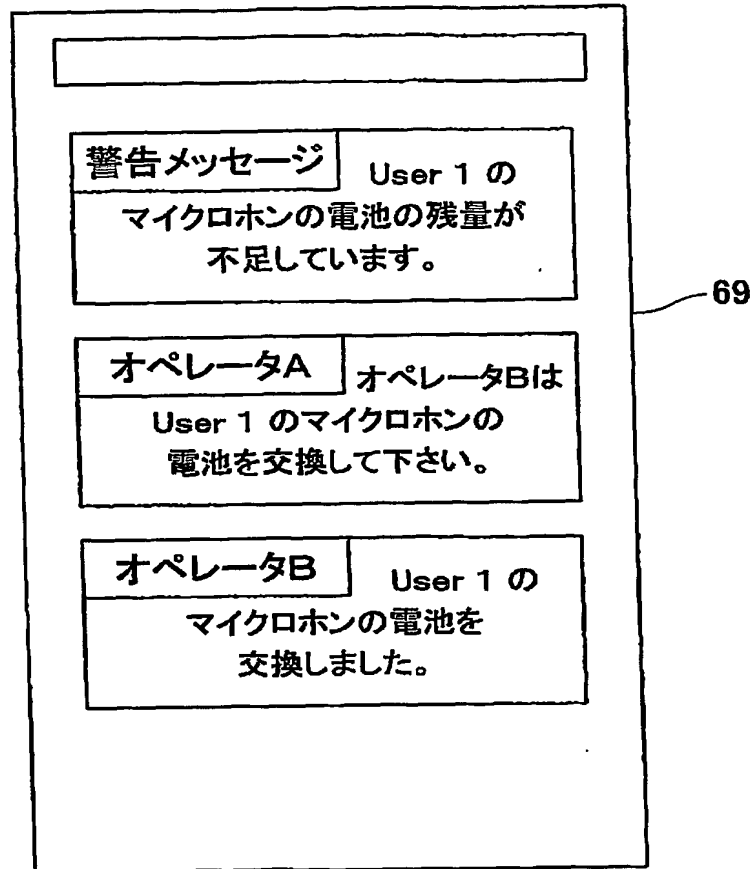 警告メッセージ
User 1 の
マイクロホンの電池の残量が
不足しています。
69
オペレータA
オペレータBは
User 1 のマイクロホンの
電池を交換して下さい。
オペレータB
User 1 の
マイクロホンの電池を
交換しました。